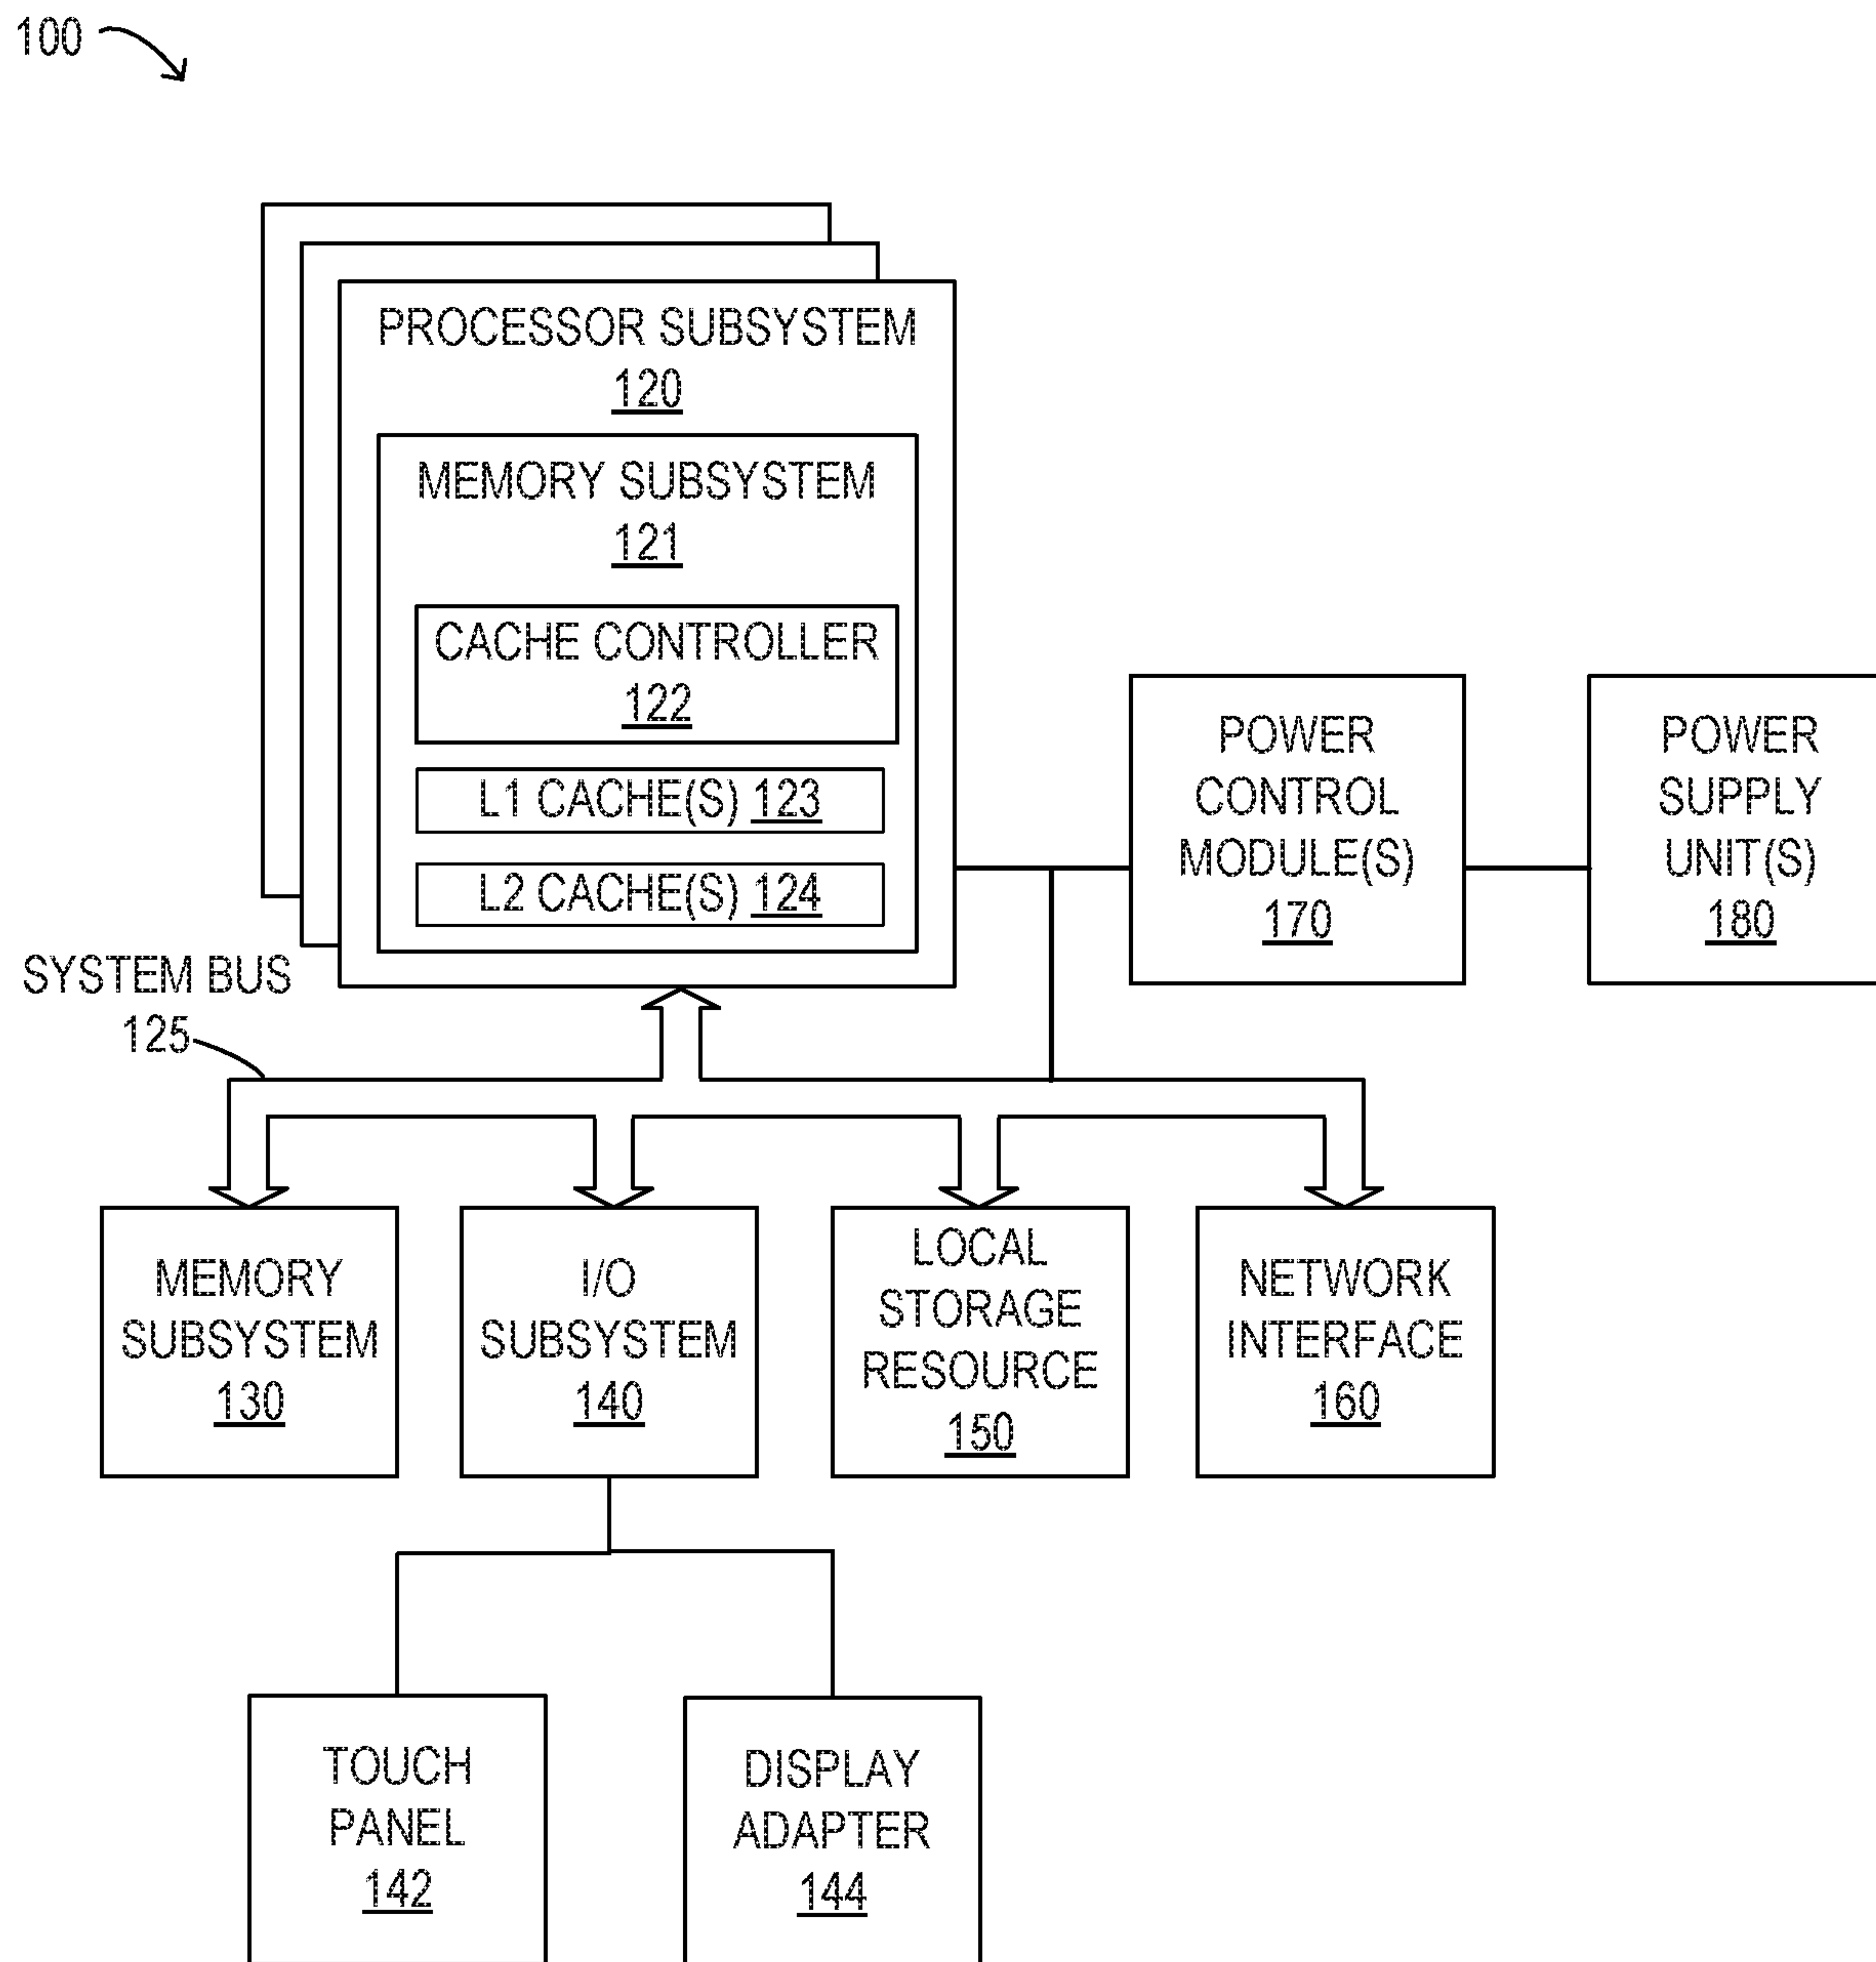 100
PROCESSOR SUBSYSTEM
120
MEMORY SUBSYSTEM
121
CACHE CONTROLLER
122
L1 CACHE(S) 123
L2 CACHE(S) 124
POWER
CONTROL
MODULE(S)
170
POWER
SUPPLY
UNIT(S)
180
SYSTEM BUS
125
MEMORY
SUBSYSTEM
130
I/O
SUBSYSTEM
140
LOCAL
STORAGE
RESOURCE
150
NETWORK
INTERFACE
160
TOUCH
PANEL
142
DISPLAY
ADAPTER
144